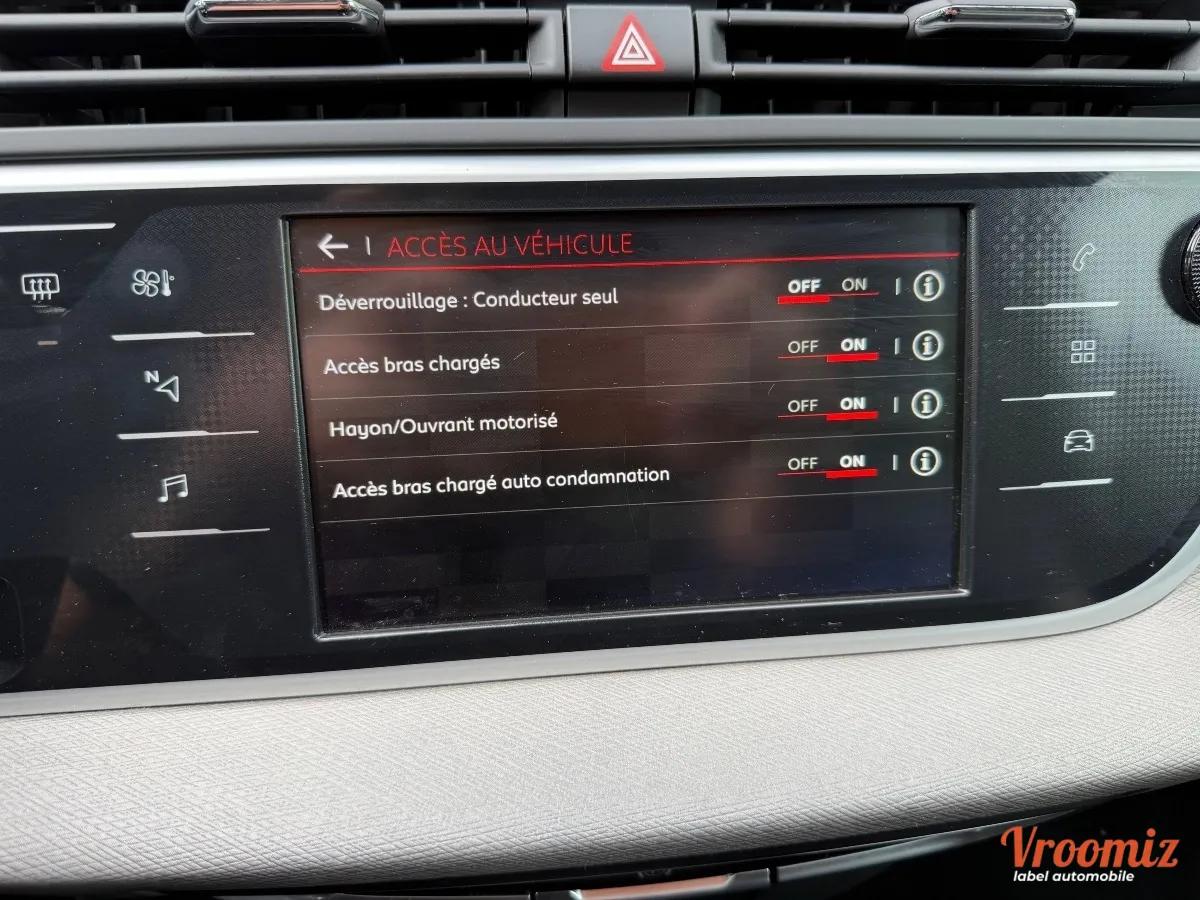 ACCÈS AU VÉHICULE
Déverrouillage : Conducteur seul OFF ON
Accès bras chargés OFF ON
Hayon/Ouvrant motorisé OFF ON
Accès bras chargé auto condamnation OFF ON
N
Vroomiz
label automobile